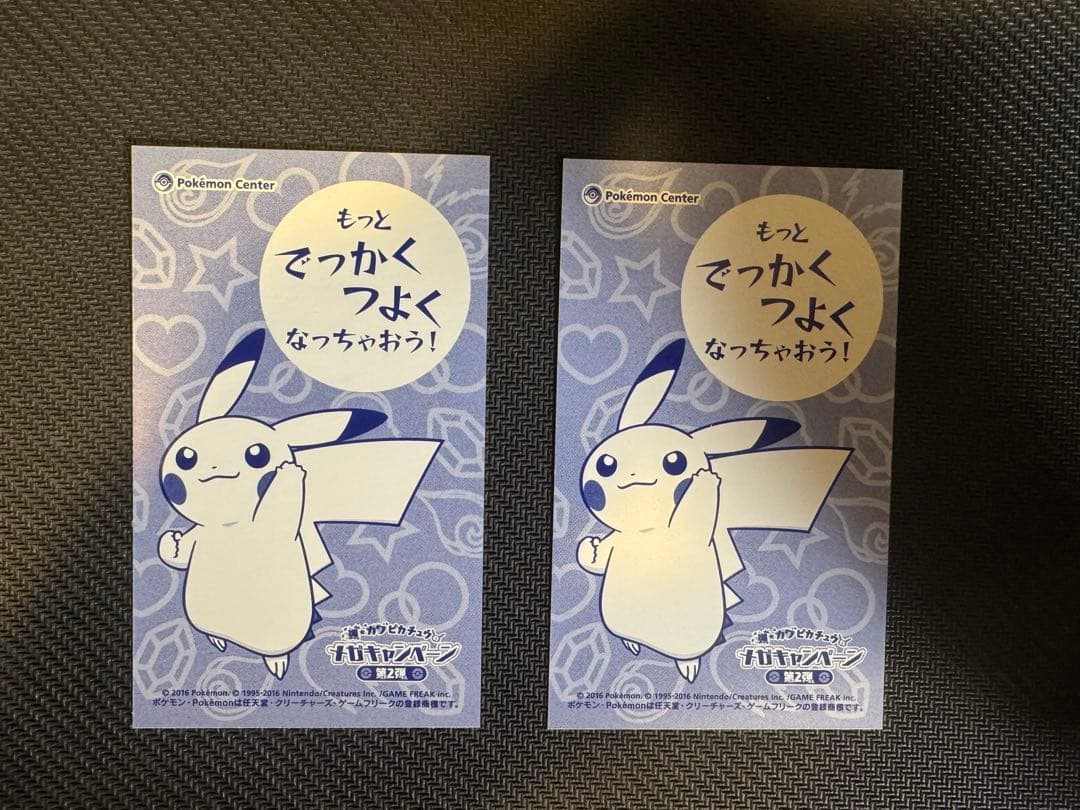 Pokémon Center
もっと
でっかく
つよく
なっちゃおう!
メガキャンペーン
第2弾
© 2016 Pokémon. © 1995-2016 Nintendo/Creatures Inc. /GAME FREAK inc.
ポケモン・Pokémonは任天堂・クリーチャーズ・ゲームフリークの登録商標です。
Pokémon Center
もっと
でっかく
つよく
なっちゃおう!
メガキャンペーン
第2弾
© 2016 Pokémon. © 1995-2016 Nintendo/Creatures Inc. /GAME FREAK inc.
ポケモン・Pokémonは任天堂・クリーチャーズ・ゲームフリークの登録商標です。